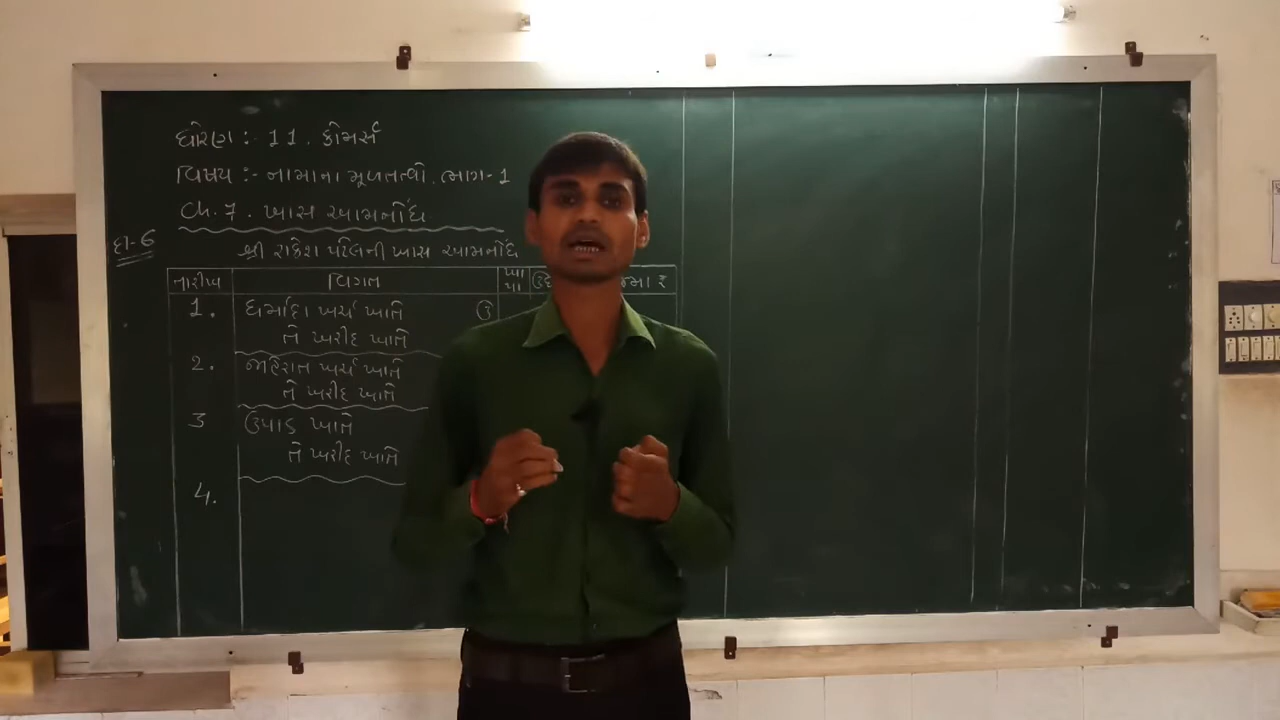 ધોરણ :- 11. કોમર્સ
વિષય :- નામાના મૂળતત્વો. ભાગ-1
Ch. 7. ખાસ આમનોંધ
દા-6
શ્રી રાકેશ પટેલની ખાસ આમનોંધ
તારીખ વિગત ખા પા ઉધ જમા ₹
1. ધર્માદા ખર્ચ ખાતે ઉ
તે ખરીદ ખાતે
2. જાહેરાત ખર્ચ ખાતે
તે ખરીદ ખાતે
3 ઉપાડ ખાતે
તે ખરીદ ખાતે
4.